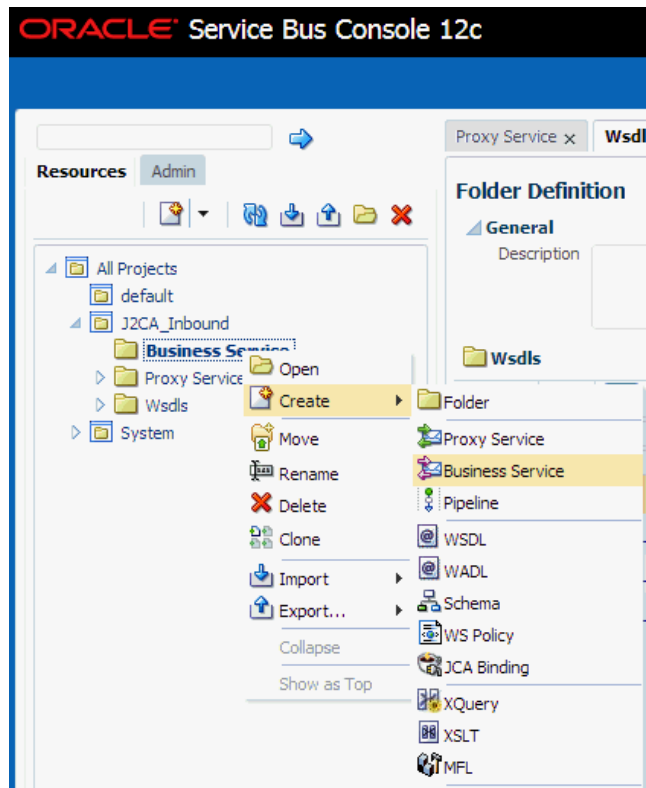 ORACLE Service Bus Console 12c
Proxy Service x Wsdl
Resources Admin
Folder Definition
General
Description
All Projects
default
J2CA_Inbound
Business Service
Wsdls
Open
Proxy Service
Create
Folder
Wsdls
Move
Proxy Service
System
Rename
Business Service
Delete
Pipeline
Clone
WSDL
Import
WADL
Export...
Schema
Collapse
WS Policy
Show as Top
JCA Binding
XQuery
XSLT
MFL